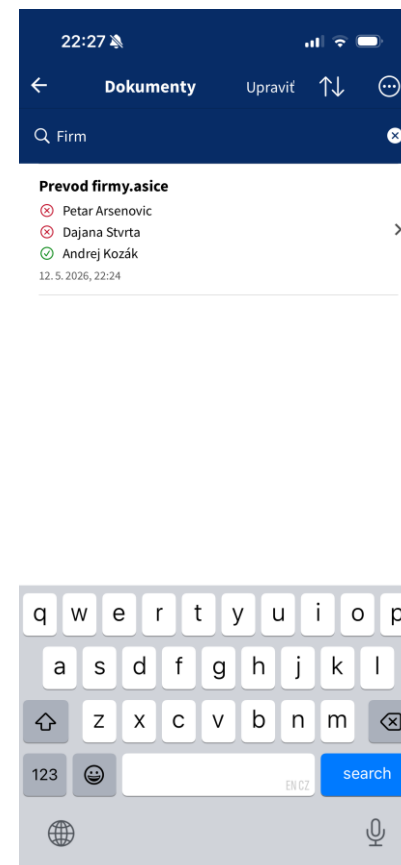 22:27
Dokumenty Upraviť
Firm
Prevod firmy.asice
Petar Arsenovic
Dajana Stvrta
Andrej Kozák
12. 5. 2026, 22:24
q w e r t y u i o p
a s d f g h j k l
z x c v b n m
123 EN CZ search